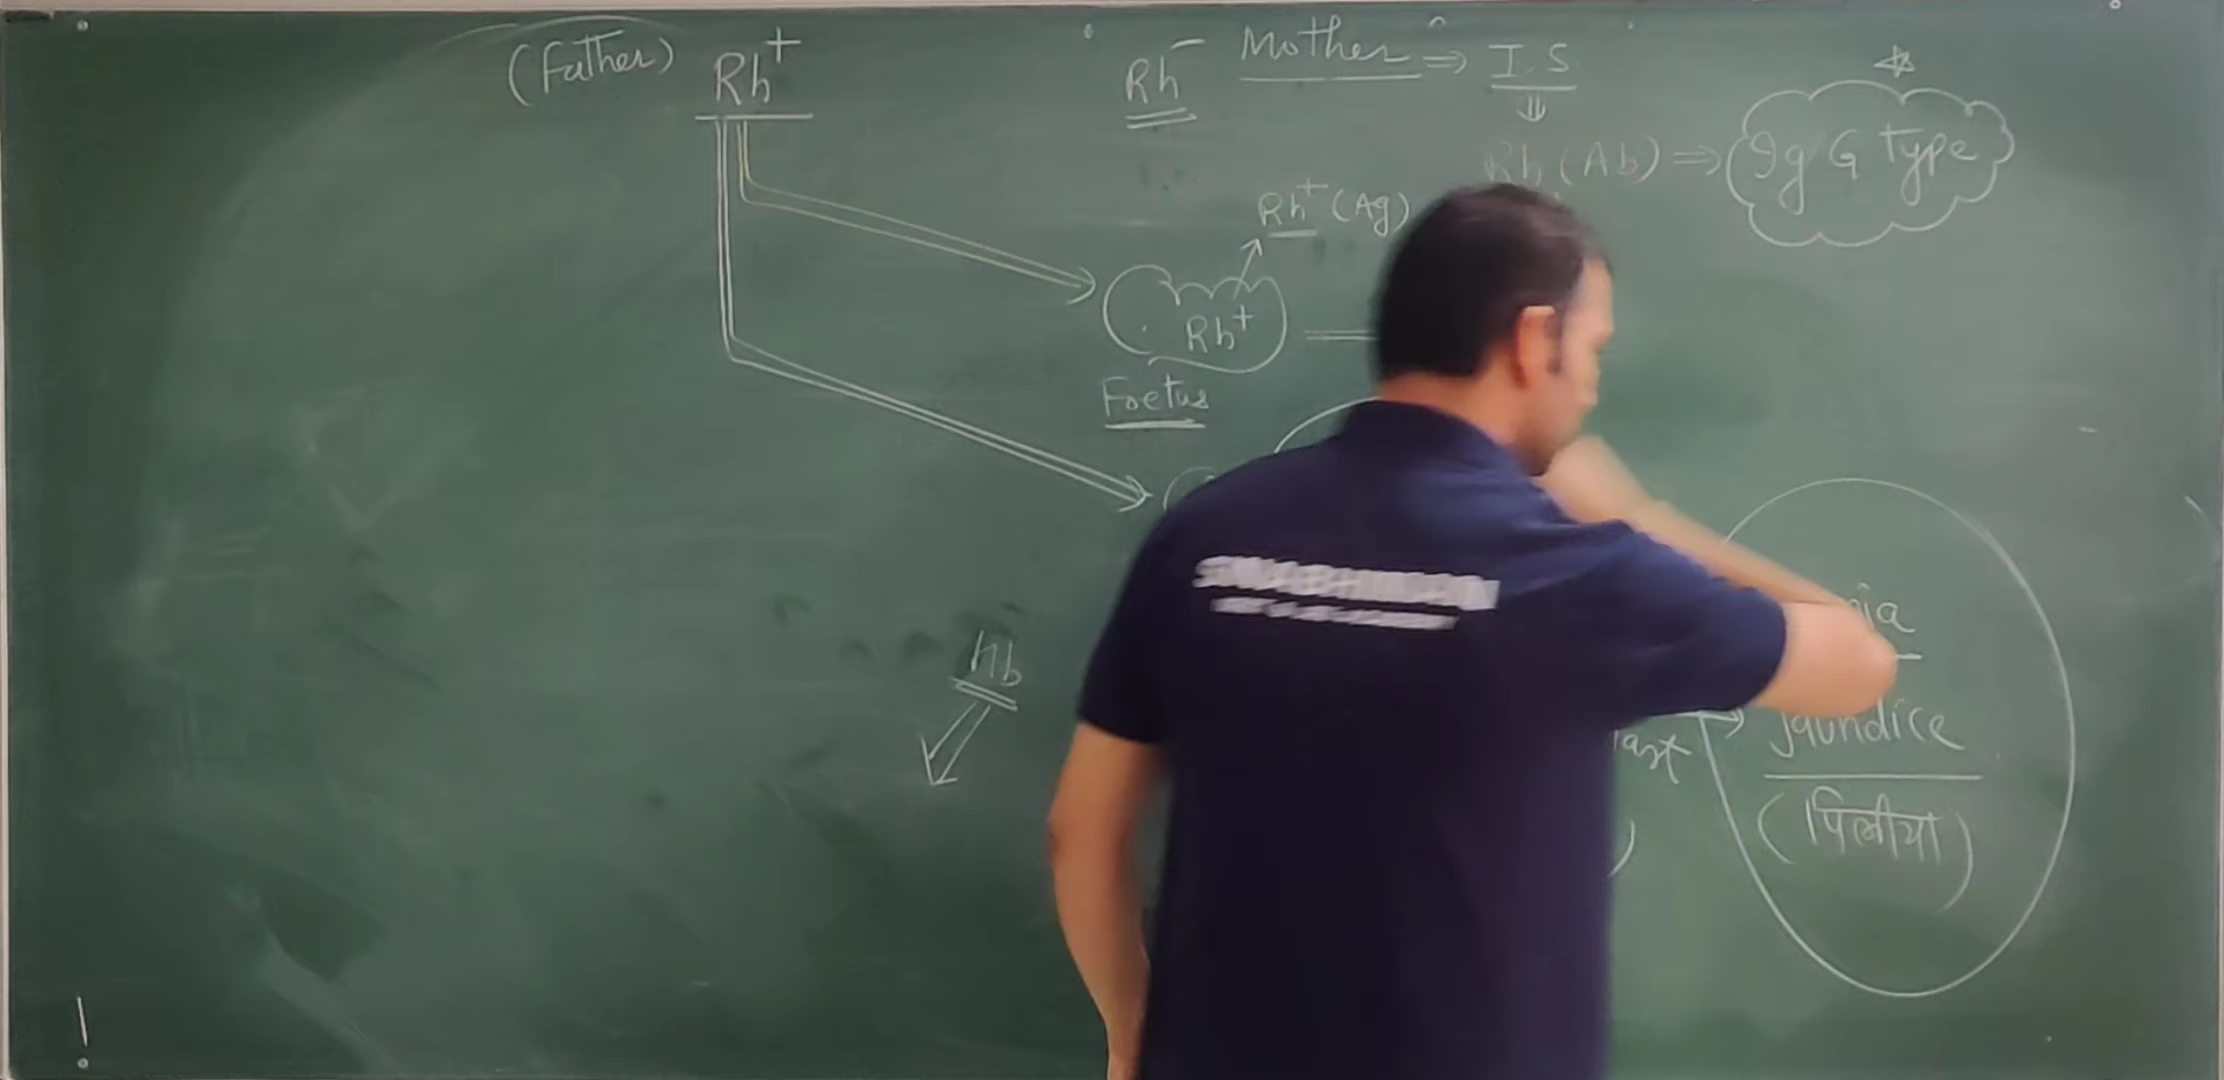 (Father) Rh+
Rh- Mother ⇒ I.S
⇓
Rh (Ab) ⇒ Ig G Type
Rh+ (Ag)
Rh+
Foetus
hb
Jaundice
(पिलीया)